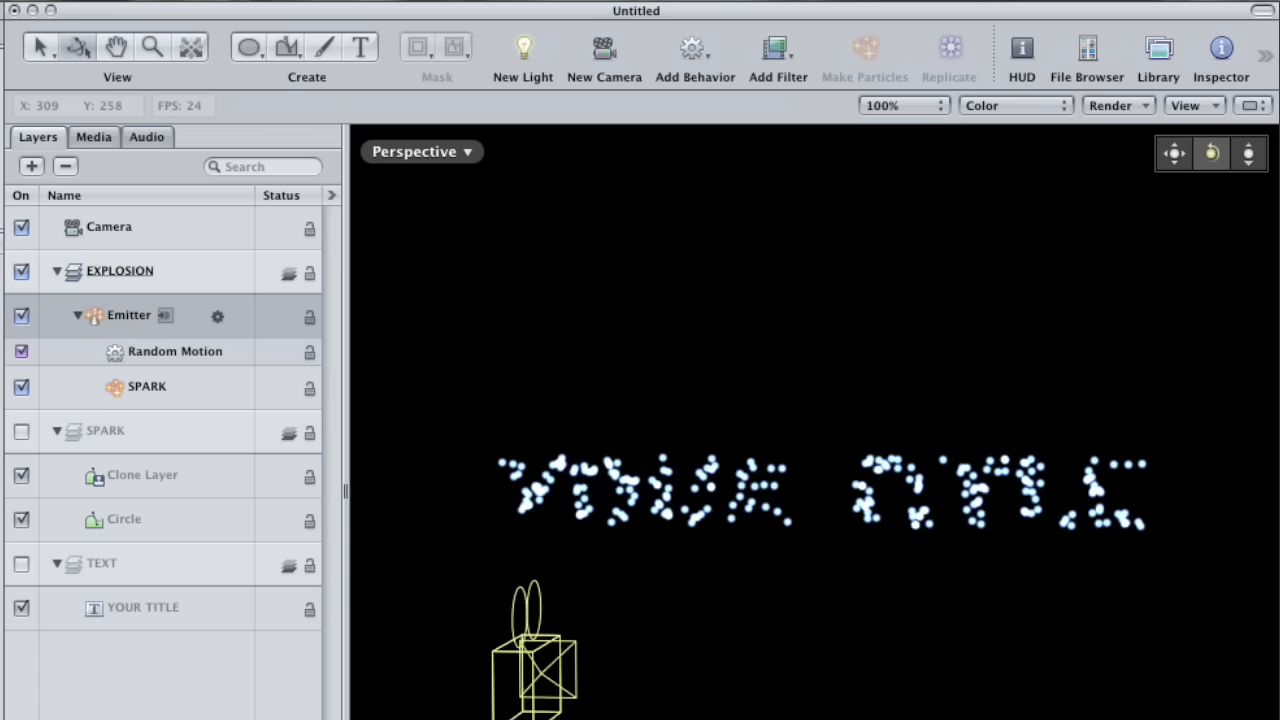 Untitled
View
Create
Mask
New Light
New Camera
Add Behavior
Add Filter
Make Particles
Replicate
HUD
File Browser
Library
Inspector
X: 309 Y: 258 FPS: 24
100%
Color
Render
View
Layers
Media
Audio
Search
On
Name
Status
Camera
EXPLOSION
Emitter
Random Motion
SPARK
SPARK
Clone Layer
Circle
TEXT
YOUR TITLE
Perspective